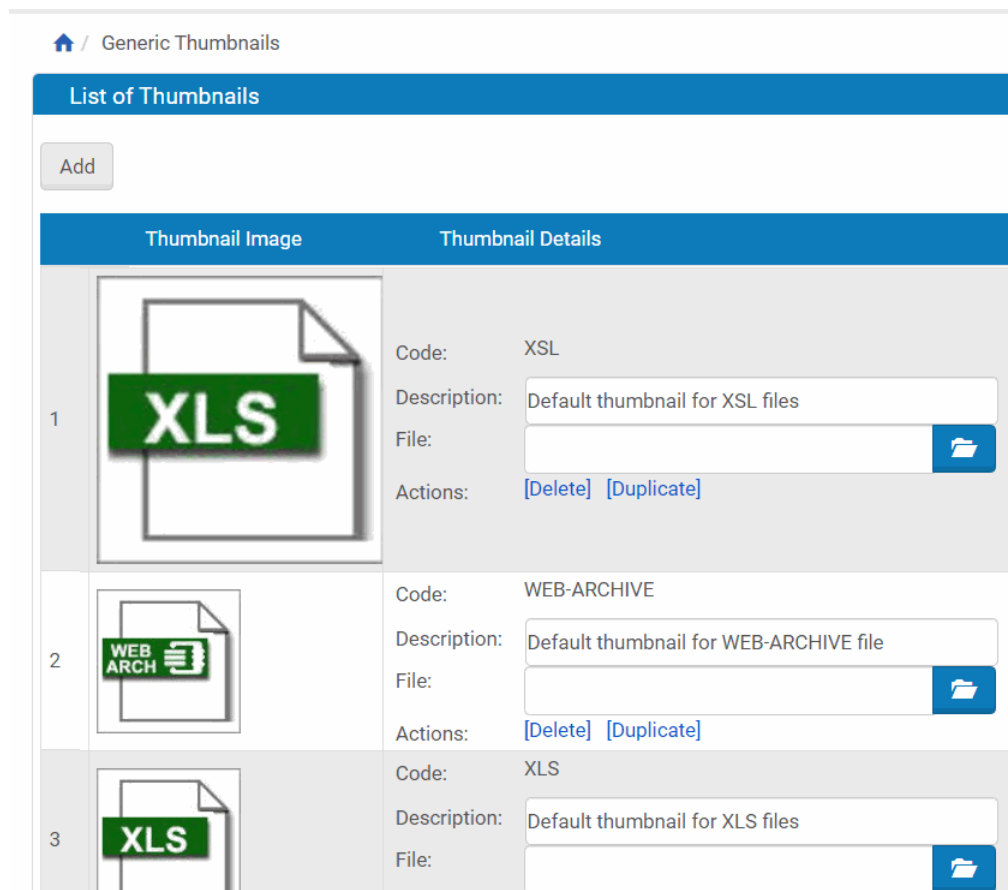 / Generic Thumbnails
List of Thumbnails
Add
Thumbnail Image Thumbnail Details
1
XLS
Code: XSL
Description: Default thumbnail for XSL files
File:
Actions: [Delete] [Duplicate]
2
WEB
ARCH
Code: WEB-ARCHIVE
Description: Default thumbnail for WEB-ARCHIVE file
File:
Actions: [Delete] [Duplicate]
3
XLS
Code: XLS
Description: Default thumbnail for XLS files
File: